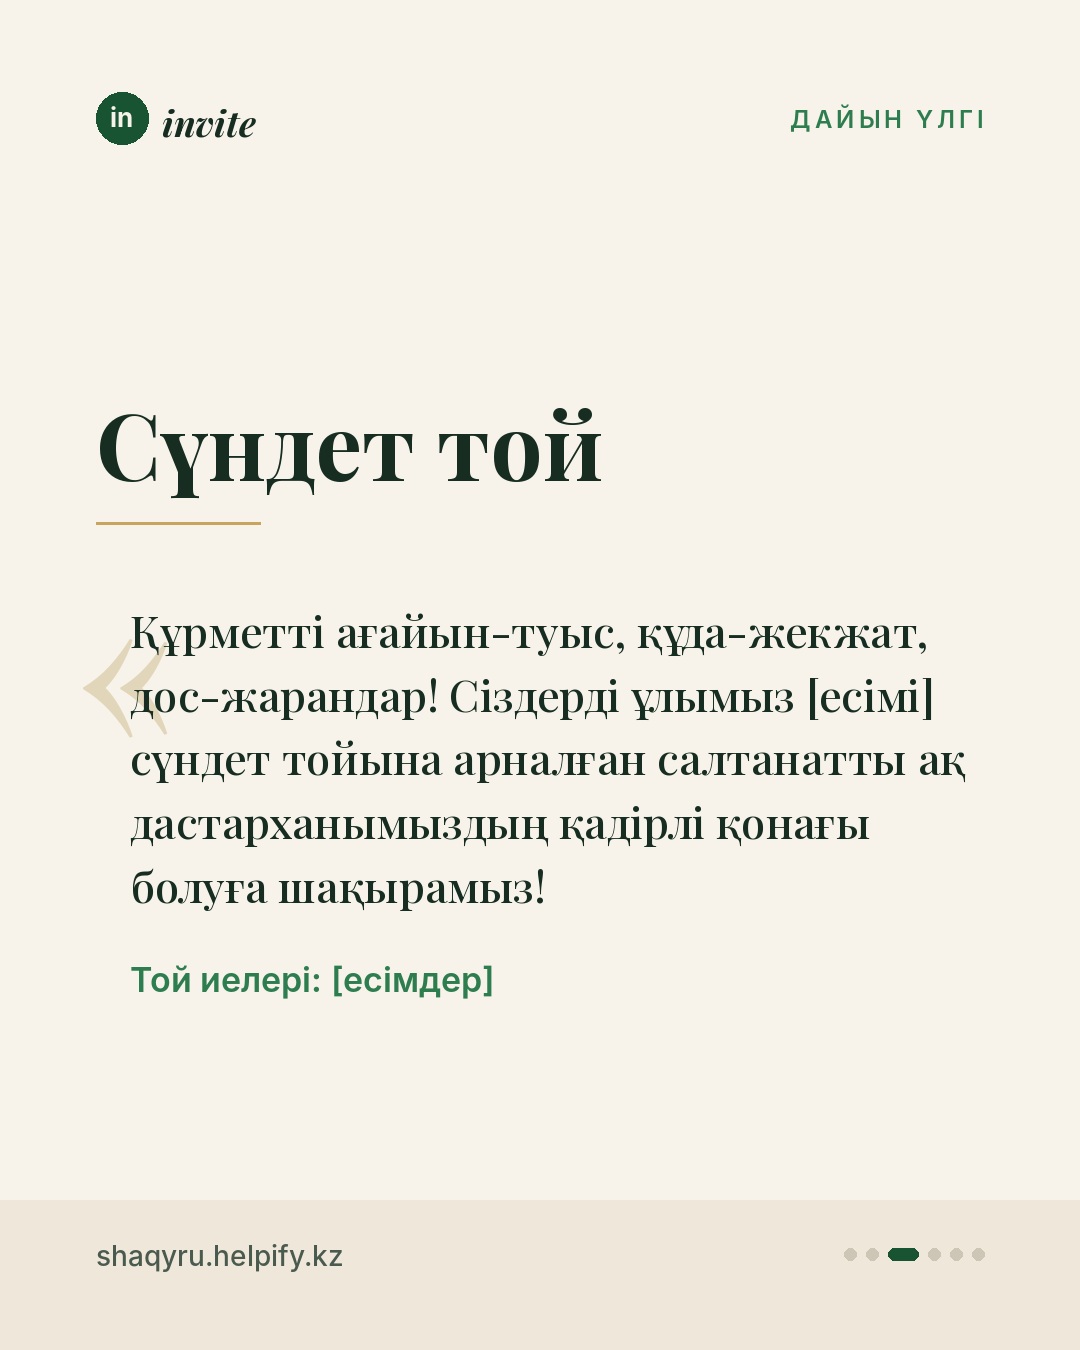 in invite
ДАЙЫН ҮЛГІ
Сүндет той
«
Құрметті ағайын-туыс, құда-жекжат,
дос-жарандар! Сіздерді ұлымыз [есімі]
сүндет тойына арналған салтанатты ақ
дастарханымыздың қадірлі қонағы
болуға шақырамыз!
Той иелері: [есімдер]
shaqyru.helpify.kz